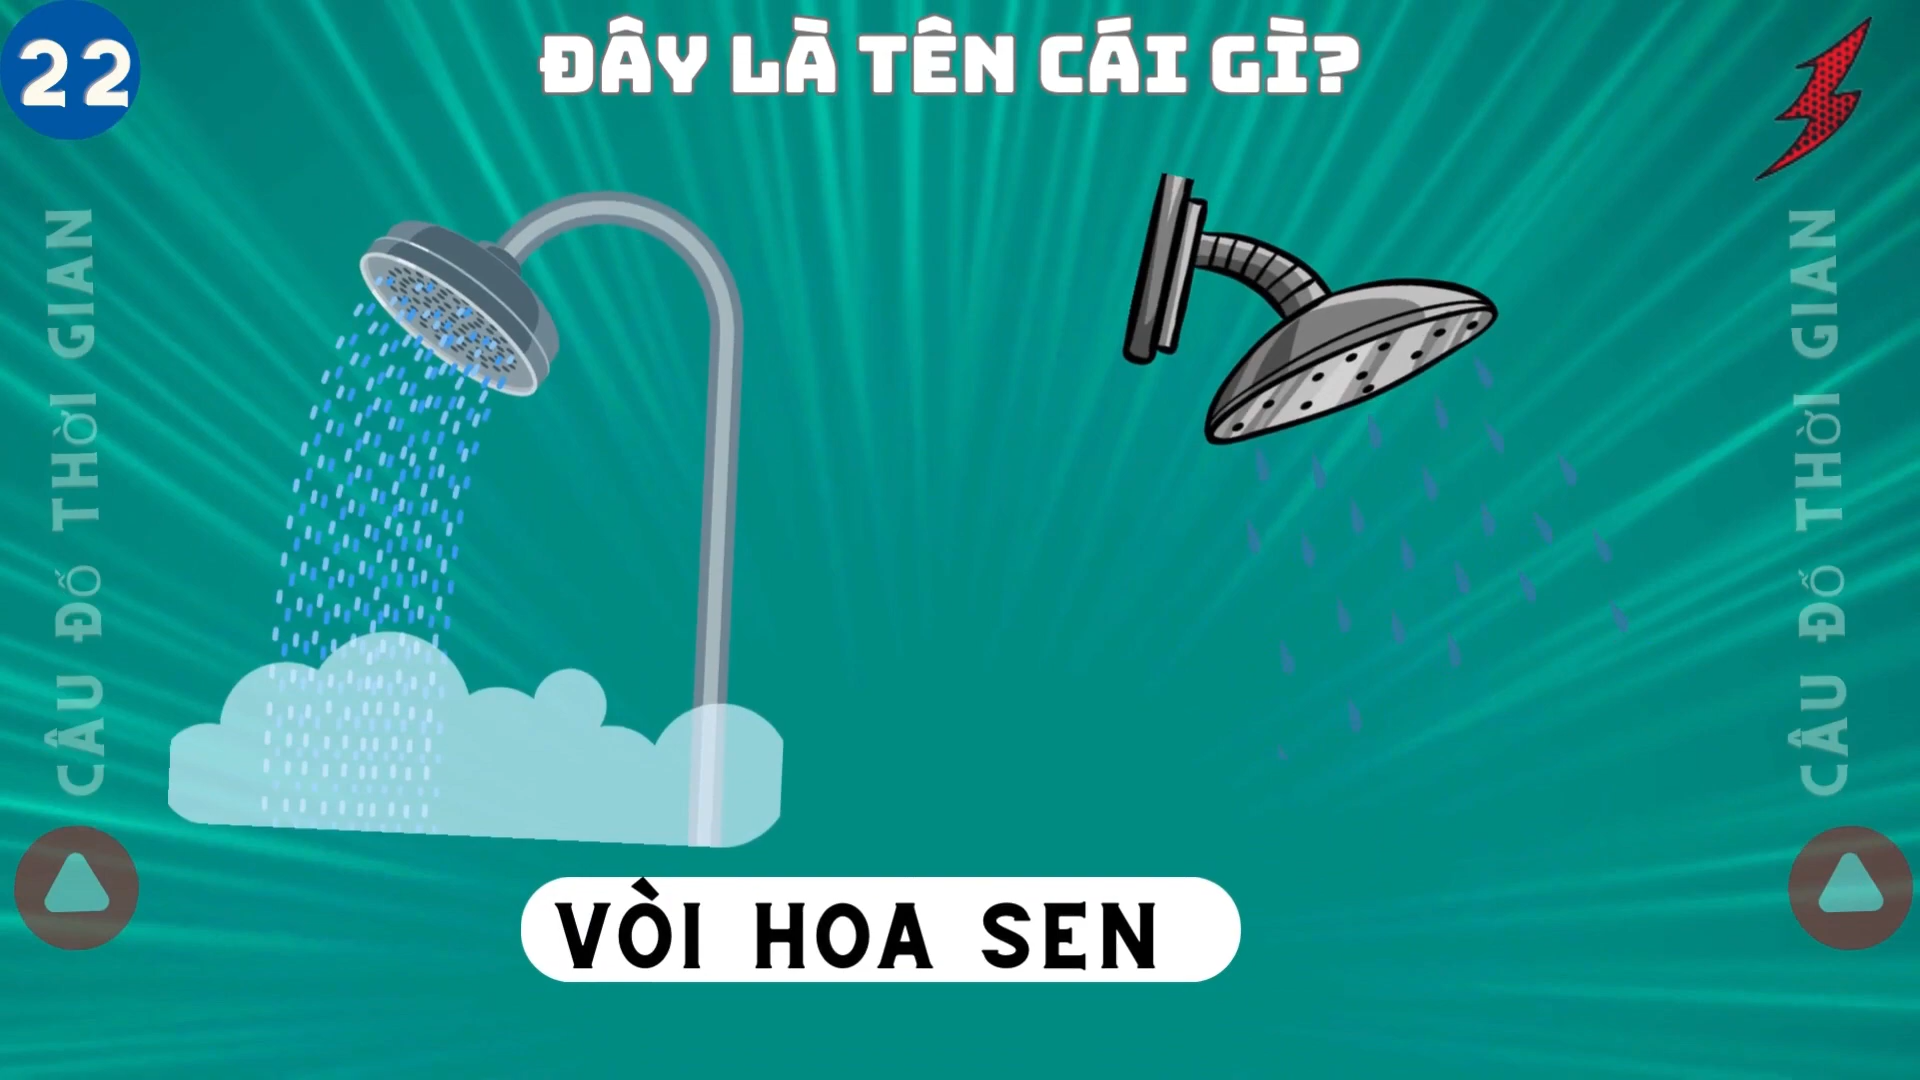 22
ĐÂY LÀ TÊN CÁI GÌ?
CÂU ĐỐ THỜI GIAN
CÂU ĐỐ THỜI GIAN
VÒI HOA SEN